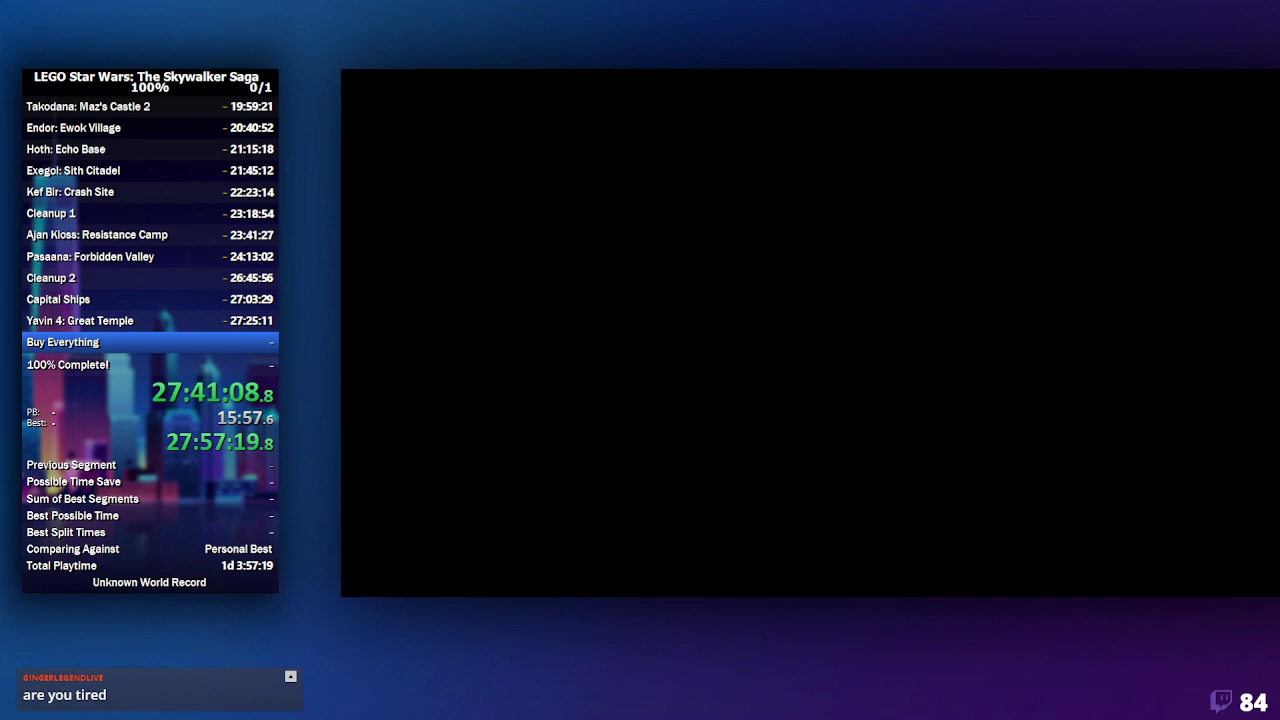 LEGO Star Wars: The Skywalker Saga
100% 0/1
Takodana: Maz's Castle 2 - 19:59:21
Endor: Ewok Village - 20:40:52
Hoth: Echo Base - 21:15:18
Exegol: Sith Citadel - 21:45:12
Kef Bir: Crash Site - 22:23:14
Cleanup 1 - 23:18:54
Ajan Kloss: Resistance Camp - 23:41:27
Pasaana: Forbidden Valley - 24:13:02
Cleanup 2 - 26:45:56
Capital Ships - 27:03:29
Yavin 4: Great Temple - 27:25:11
Buy Everything -
100% Complete! -
27:41:08.8
PB: - 15:57.6
Best: -
27:57:19.8
Previous Segment -
Possible Time Save -
Sum of Best Segments -
Best Possible Time -
Best Split Times -
Comparing Against Personal Best
Total Playtime 1d 3:57:19
Unknown World Record
GINGERLEGENDLIVE
are you tired
84